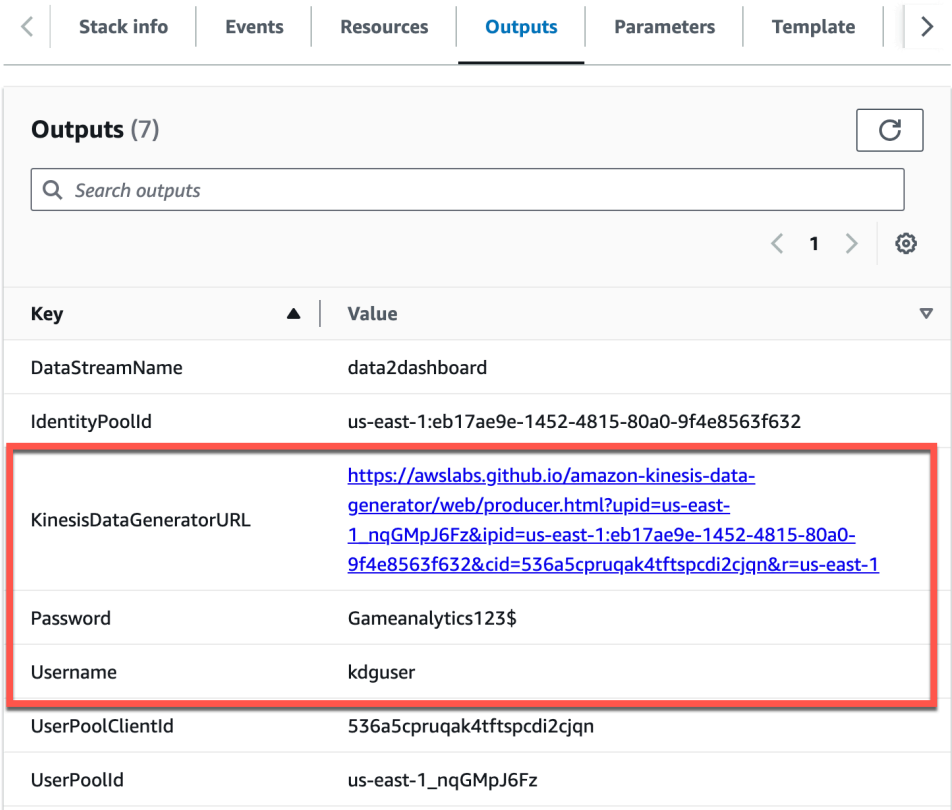 Stack info Events Resources Outputs Parameters Template
Outputs (7)
Search outputs
1
Key Value
DataStreamName data2dashboard
IdentityPoolId us-east-1:eb17ae9e-1452-4815-80a0-9f4e8563f632
https://awslabs.github.io/amazon-kinesis-data-
generator/web/producer.html?upid=us-east-
KinesisDataGeneratorURL
1_nqGMpJ6Fz&ipid=us-east-1:eb17ae9e-1452-4815-80a0-
9f4e8563f632&cid=536a5cpruqak4tftspcdi2cjqn&r=us-east-1
Password Gameanalytics123$
Username kdguser
UserPoolClientId 536a5cpruqak4tftspcdi2cjqn
UserPoolId us-east-1_nqGMpJ6Fz